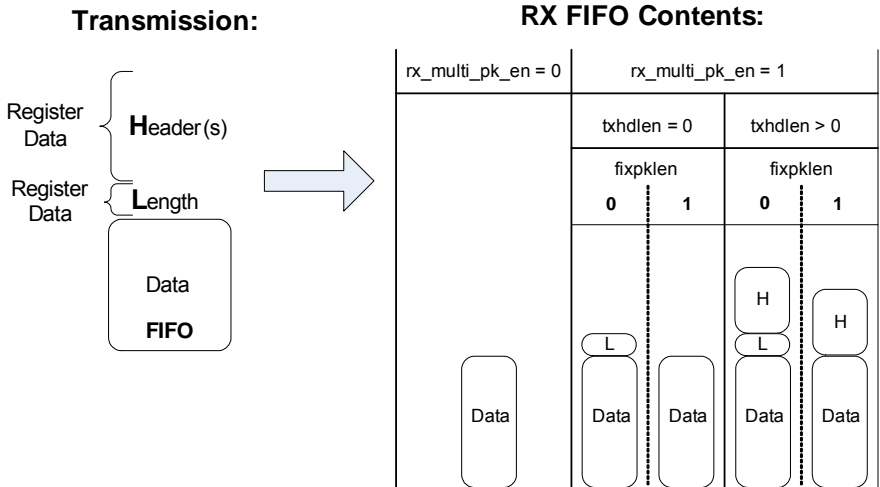 Transmission:
RX FIFO Contents:
Register
Data
Header(s)
Register
Data
Length
Data
FIFO
rx_multi_pk_en = 0
rx_multi_pk_en = 1
txhdlen = 0
txhdlen > 0
fixpklen
fixpklen
0
1
0
1
H
H
L
L
Data
Data
Data
Data
Data